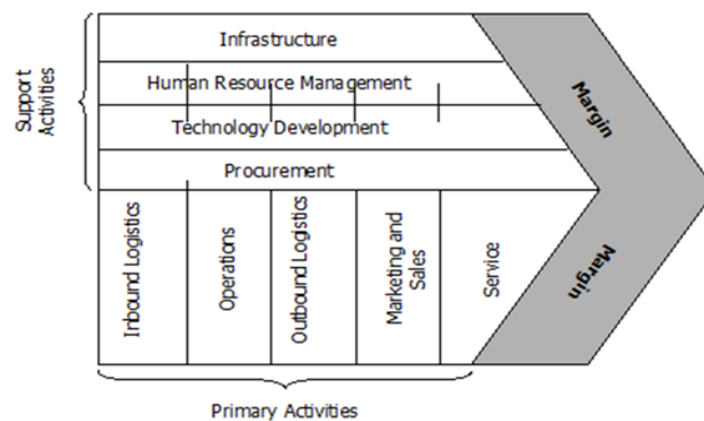 Support
Activities
Infrastructure
Human Resource Management
Technology Development
Procurement
Inbound Logistics
Operations
Outbound Logistics
Marketing and
Sales
Service
Margin
Margin
Primary Activities